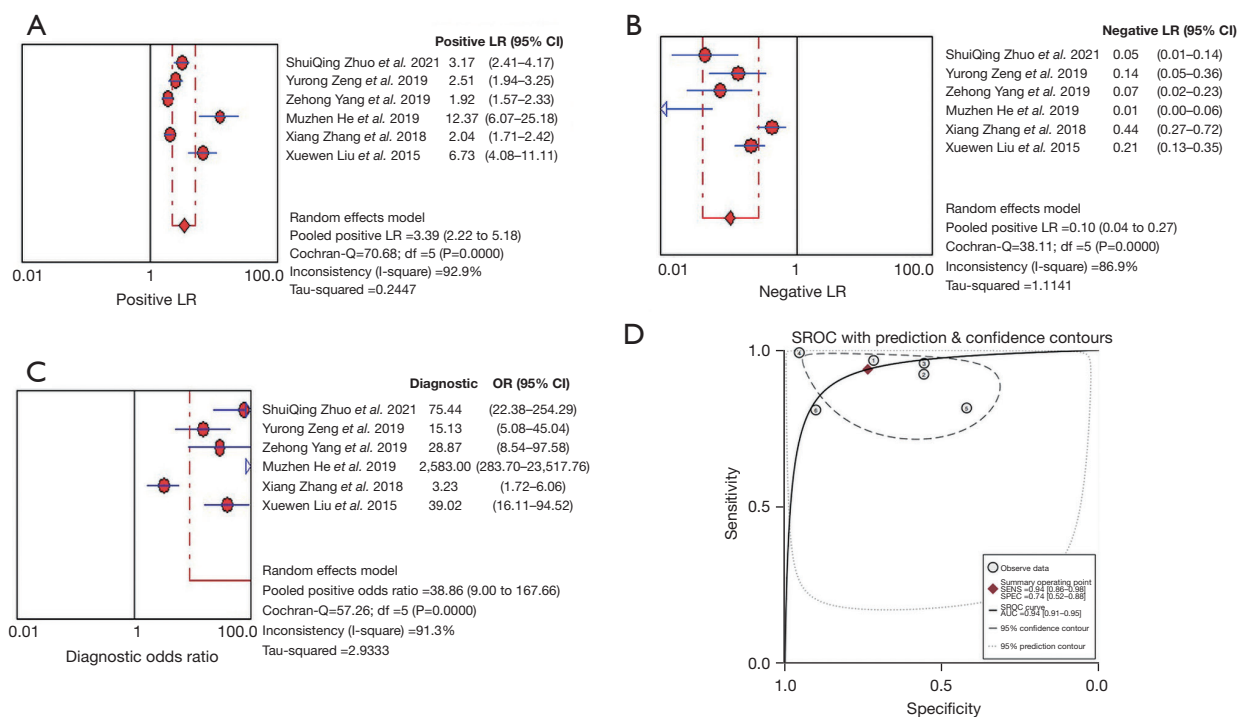 A
Positive LR (95% CI)
ShuiQing Zhuo et al. 2021 3.17 (2.41–4.17)
Yurong Zeng et al. 2019 2.51 (1.94–3.25)
Zehong Yang et al. 2019 1.92 (1.57–2.33)
Muzhen He et al. 2019 12.37 (6.07–25.18)
Xiang Zhang et al. 2018 2.04 (1.71–2.42)
Xuewen Liu et al. 2015 6.73 (4.08–11.11)
Random effects model
Pooled positive LR =3.39 (2.22 to 5.18)
Cochran-Q=70.68; df =5 (P=0.0000)
Inconsistency (I-square) =92.9%
Tau-squared =0.2447
0.01 1 100.0
Positive LR
B
Negative LR (95% CI)
ShuiQing Zhuo et al. 2021 0.05 (0.01–0.14)
Yurong Zeng et al. 2019 0.14 (0.05–0.36)
Zehong Yang et al. 2019 0.07 (0.02–0.23)
Muzhen He et al. 2019 0.01 (0.00–0.06)
Xiang Zhang et al. 2018 0.44 (0.27–0.72)
Xuewen Liu et al. 2015 0.21 (0.13–0.35)
Random effects model
Pooled positive LR =0.10 (0.04 to 0.27)
Cochran-Q=38.11; df =5 (P=0.0000)
Inconsistency (I-square) =86.9%
Tau-squared =1.1141
0.01 1 100.0
Negative LR
C
Diagnostic OR (95% CI)
ShuiQing Zhuo et al. 2021 75.44 (22.38–254.29)
Yurong Zeng et al. 2019 15.13 (5.08–45.04)
Zehong Yang et al. 2019 28.87 (8.54–97.58)
Muzhen He et al. 2019 2,583.00 (283.70–23,517.76)
Xiang Zhang et al. 2018 3.23 (1.72–6.06)
Xuewen Liu et al. 2015 39.02 (16.11–94.52)
Random effects model
Pooled positive odds ratio =38.86 (9.00 to 167.66)
Cochran-Q=57.26; df =5 (P=0.0000)
Inconsistency (I-square) =91.3%
Tau-squared =2.9333
0.01 1 100.0
Diagnostic odds ratio
D
SROC with prediction & confidence contours
1.0
4
1
3
2
5
6
Sensitivity
0.5
Observe data
Summary operating point
SENS =0.94 [0.86–0.98]
SPEC =0.74 [0.52–0.88]
SROC curve
AUC =0.94 [0.91–0.95]
95% confidence contour
95% prediction contour
0.0
1.0 0.5 0.0
Specificity